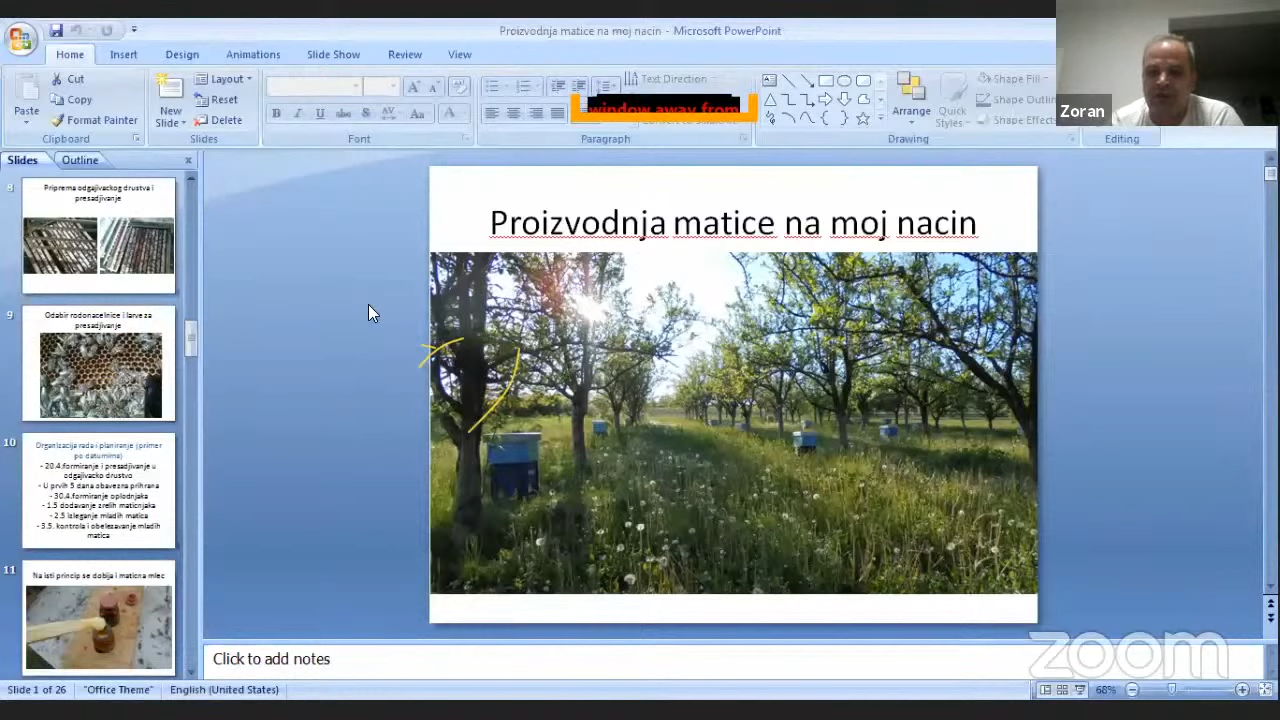 Proizvodnja matice na moj nacin - Microsoft PowerPoint
Home Insert Design Animations Slide Show Review View
Paste
Cut
Copy
Format Painter
Clipboard
New Slide
Layout
Reset
Delete
Slides
B I U abc S AV Aa A
Font
Text Direction
window away from
Paragraph
Arrange
Quick Styles
Shape Fill
Shape Outline
Shape Effects
Drawing
Editing
Zoran
Slides Outline
8
Priprema odgajivackog drustva i
presadjivanje
9
Odabir rodonacelnice i larve za
presadjivanje
10
Organizacija rada i planiranje (primer
po datumima)
- 20.4.formiranje i presadjivanje u
odgajivacko drustvo
- U prvih 5 dana obavezna prihrana
- 30.4.formiranje oplodnjaka
- 1.5 dodavanje zrelih maticnjaka
- 2.5 izleganje mladih matica
- 3.5. kontrola i obelezavanje mladih
matica
11
Na isti princip se dobija i maticna mlec
Proizvodnja matice na moj nacin
Click to add notes
zoom
Slide 1 of 26 "Office Theme" English (United States) 68%